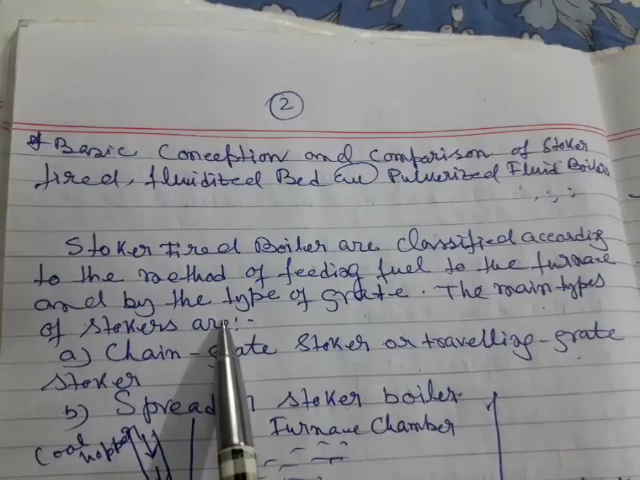 2
Basic Conception and comparison of Stoker
fired, fluidized Bed Pulverized Fluid Boilers
Stoker fired Boiler are classified according
to the method of feeding fuel to the furnace
and by the type of grate. The main types
of stokers are:-
a) Chain-grate Stoker or travelling-grate
stoker
b) Spread stoker boiler.
Furnace Chamber
Coal
hopper